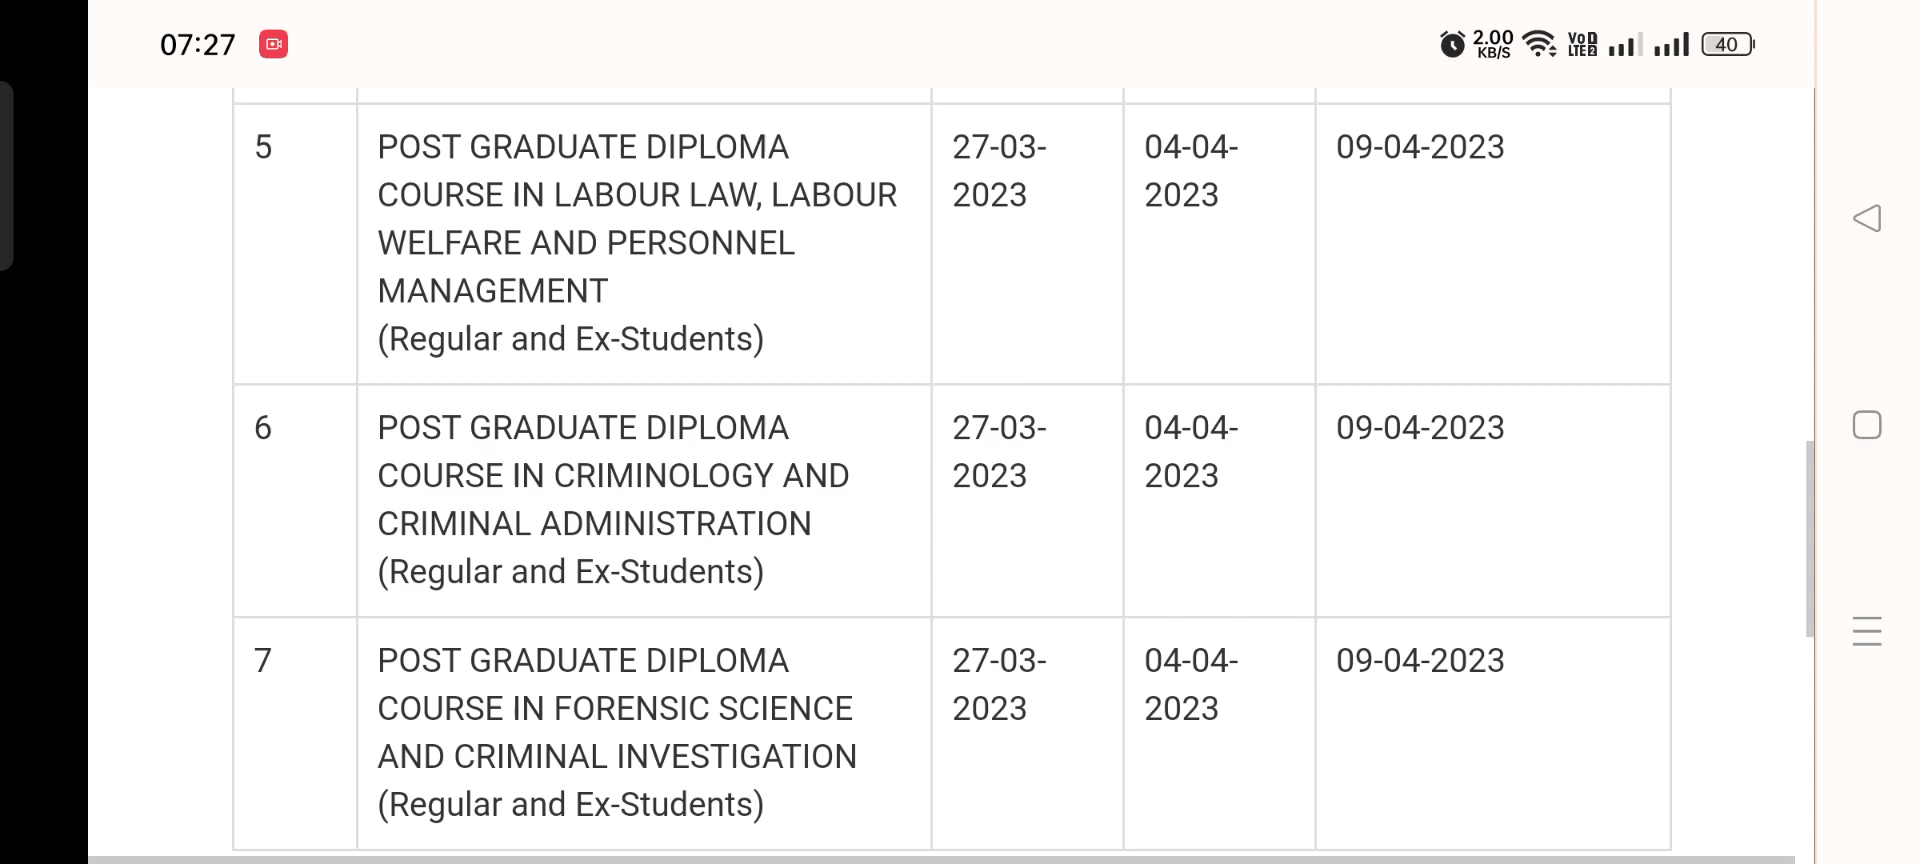 07:27
2.00
KB/S
Vo 1
LTE 2
40
5
POST GRADUATE DIPLOMA
COURSE IN LABOUR LAW, LABOUR
WELFARE AND PERSONNEL
MANAGEMENT
(Regular and Ex-Students)
27-03-
2023
04-04-
2023
09-04-2023
6
POST GRADUATE DIPLOMA
COURSE IN CRIMINOLOGY AND
CRIMINAL ADMINISTRATION
(Regular and Ex-Students)
27-03-
2023
04-04-
2023
09-04-2023
7
POST GRADUATE DIPLOMA
COURSE IN FORENSIC SCIENCE
AND CRIMINAL INVESTIGATION
(Regular and Ex-Students)
27-03-
2023
04-04-
2023
09-04-2023